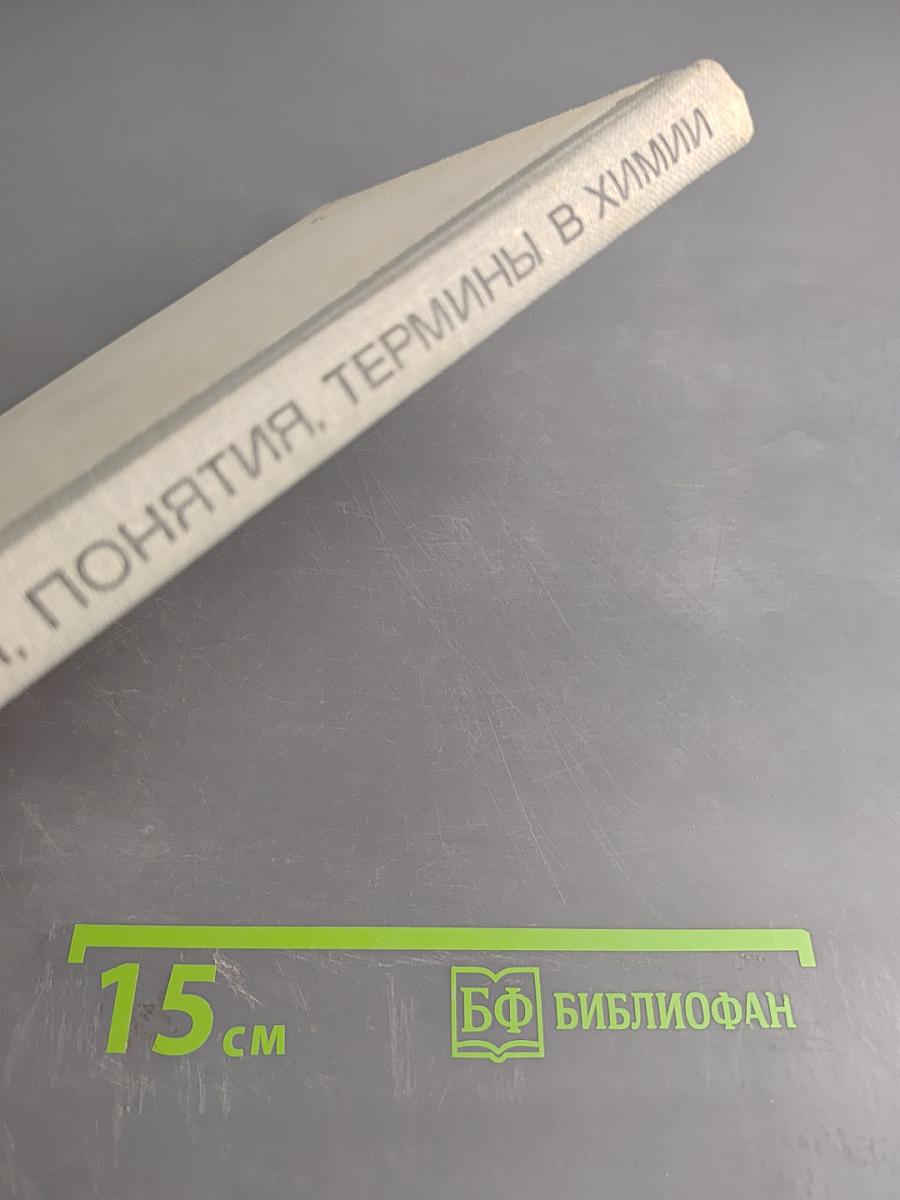 , ПОНЯТИЯ, ТЕРМИНЫ В ХИМИИ
15 см
БФ БИБЛИОФАН